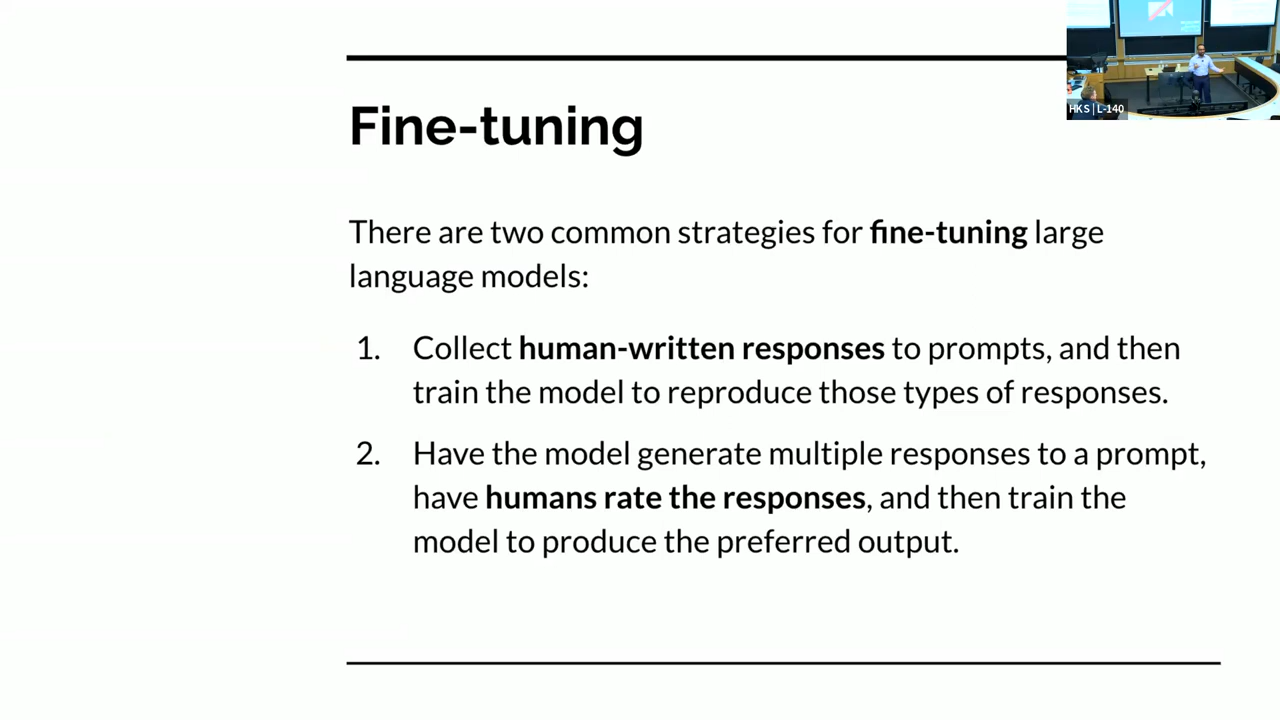 HKS | L-140
Fine-tuning
There are two common strategies for fine-tuning large
language models:
1. Collect human-written responses to prompts, and then
train the model to reproduce those types of responses.
2. Have the model generate multiple responses to a prompt,
have humans rate the responses, and then train the
model to produce the preferred output.